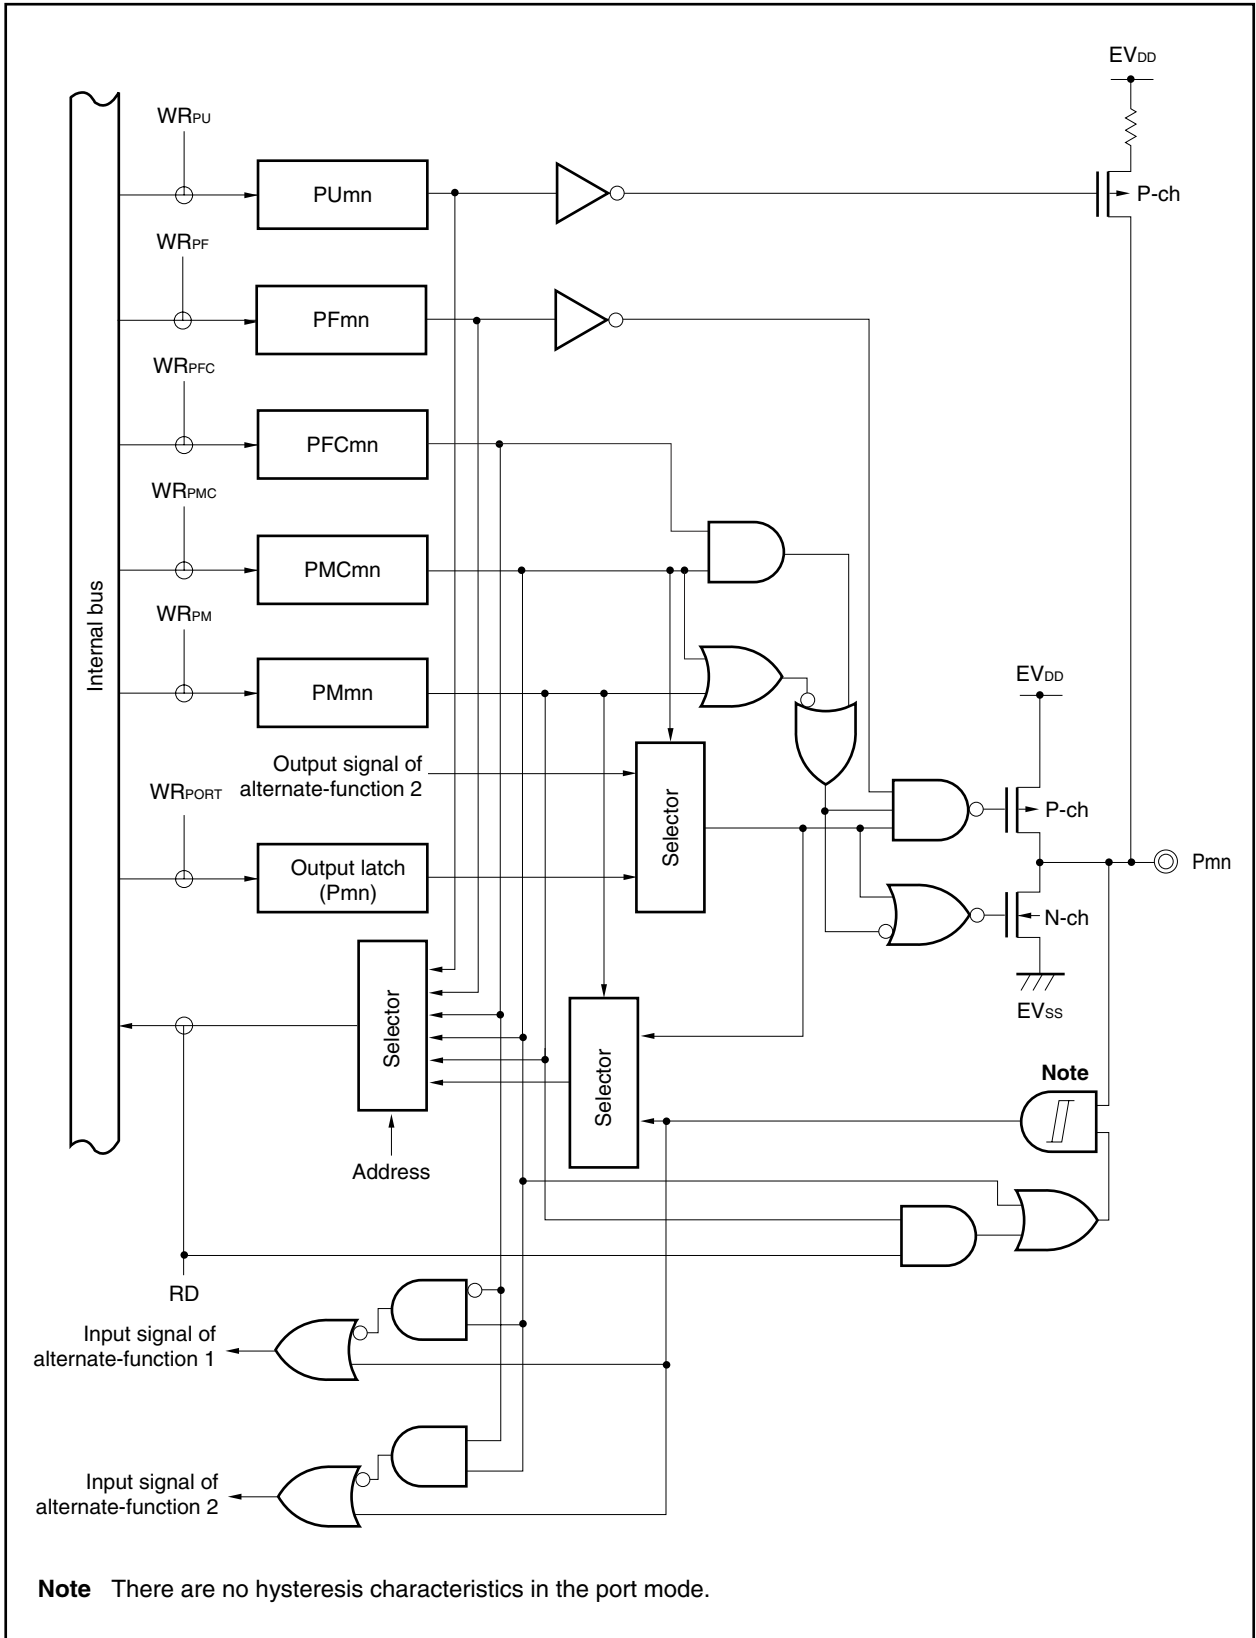 EVDD
WRPU
PUmn
P-ch
WRPF
PFmn
WRPFC
PFCmn
WRPMC
PMCmn
Internal bus
WRPM
PMmn
EVDD
Output signal of
alternate-function 2
WRPORT
Selector
P-ch
Output latch
(Pmn)
Pmn
N-ch
EVSS
Selector
Selector
Note
Address
RD
Input signal of
alternate-function 1
Input signal of
alternate-function 2
Note There are no hysteresis characteristics in the port mode.